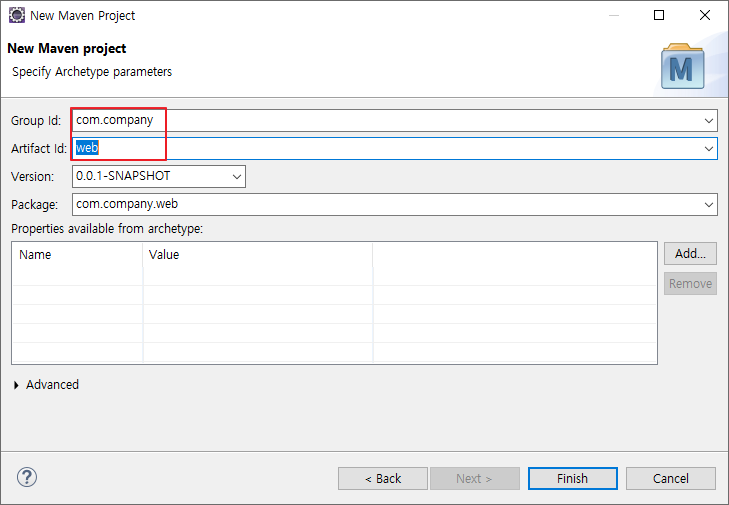 New Maven Project
New Maven project
Specify Archetype parameters
M
Group Id: com.company
Artifact Id: web
Version: 0.0.1-SNAPSHOT
Package: com.company.web
Properties available from archetype:
Name Value
Add...
Remove
Advanced
? < Back Next > Finish Cancel